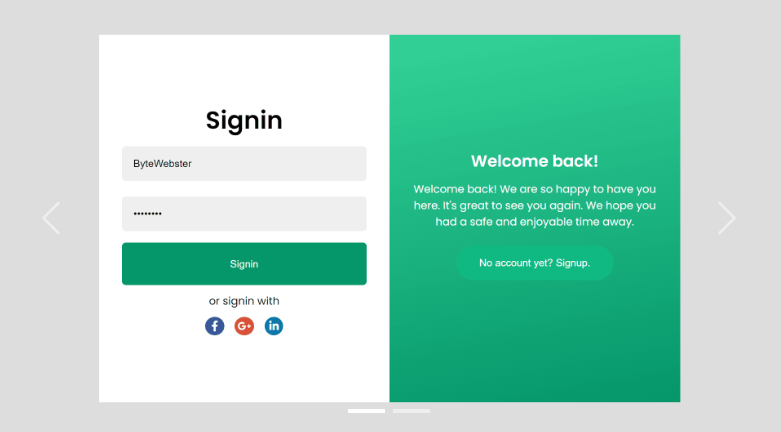 Signin
ByteWebster
••••••••
Signin
or signin with
f
G+
in
Welcome back!
Welcome back! We are so happy to have you
here. It's great to see you again. We hope you
had a safe and enjoyable time away.
No account yet? Signup.